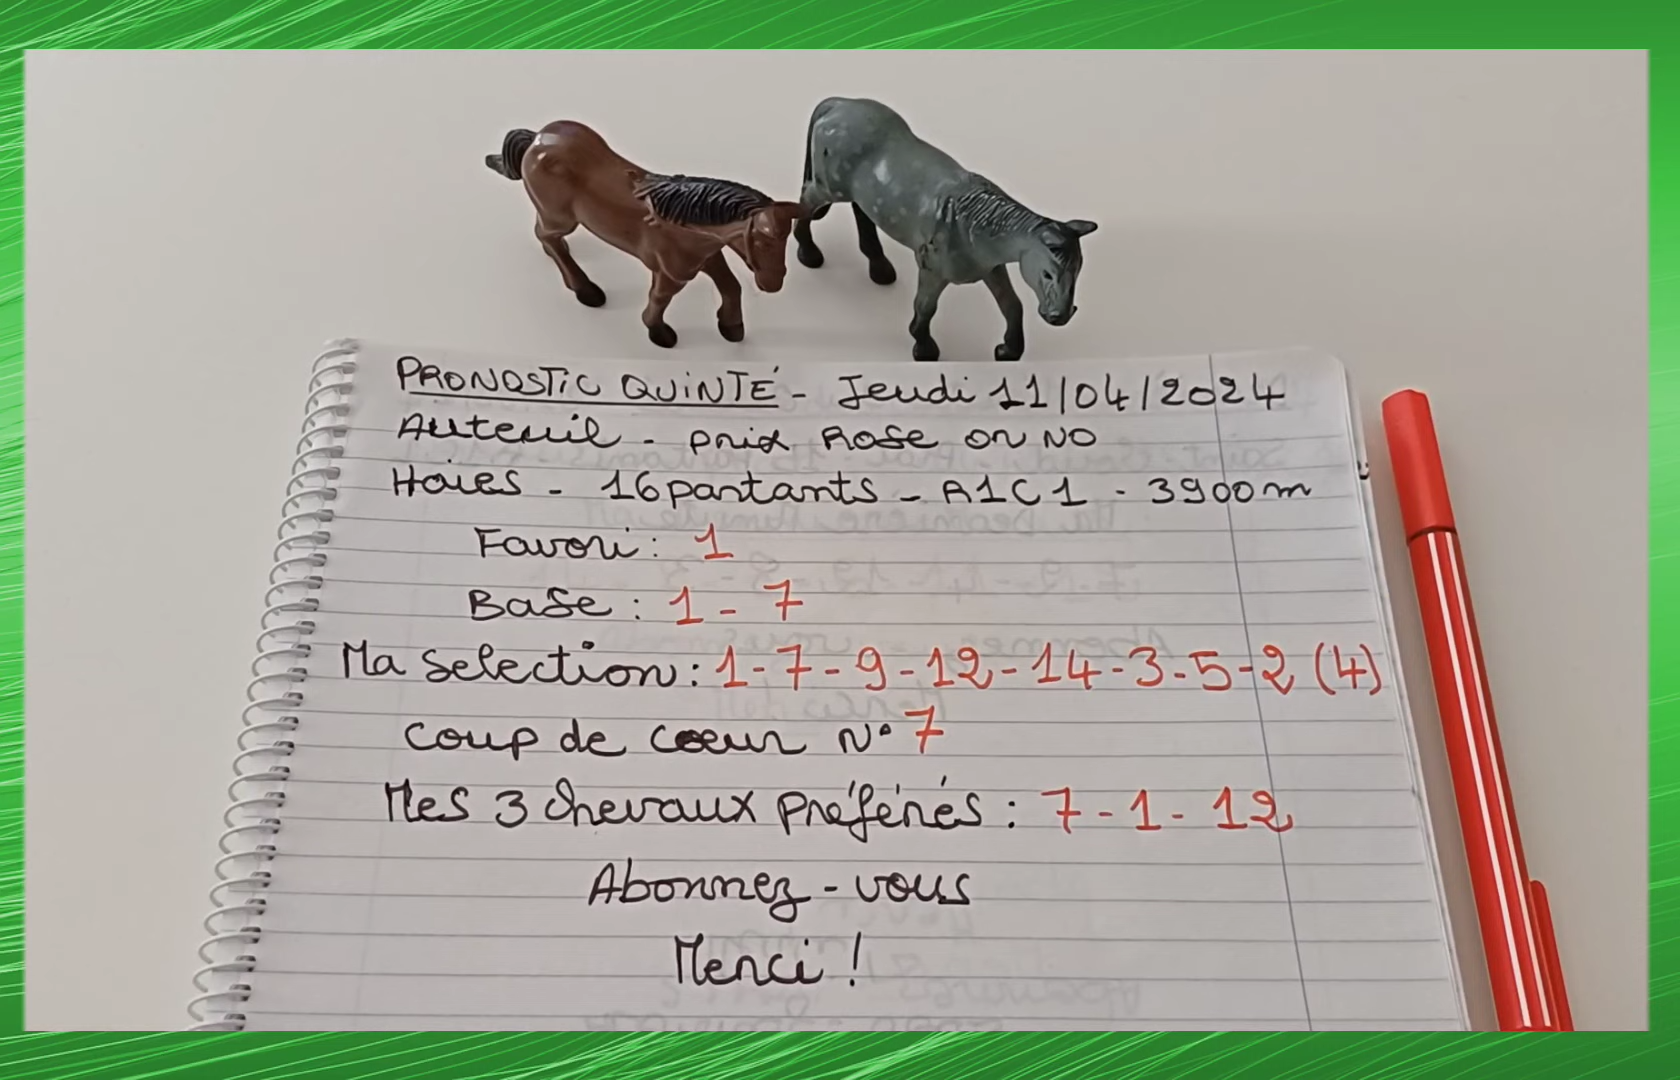 PRONOSTIC QUINTÉ - Jeudi 11/04/2024
Auteuil - prix Rose or No
Haies - 16 partants - R1C1 - 3900m
Favori : 1
Base : 1 - 7
Ma selection : 1 - 7 - 9 - 12 - 14 - 3 - 5 - 2 (4)
Coup de coeur N° 7
Mes 3 chevaux préférés : 7 - 1 - 12
Abonnez-vous
Merci !